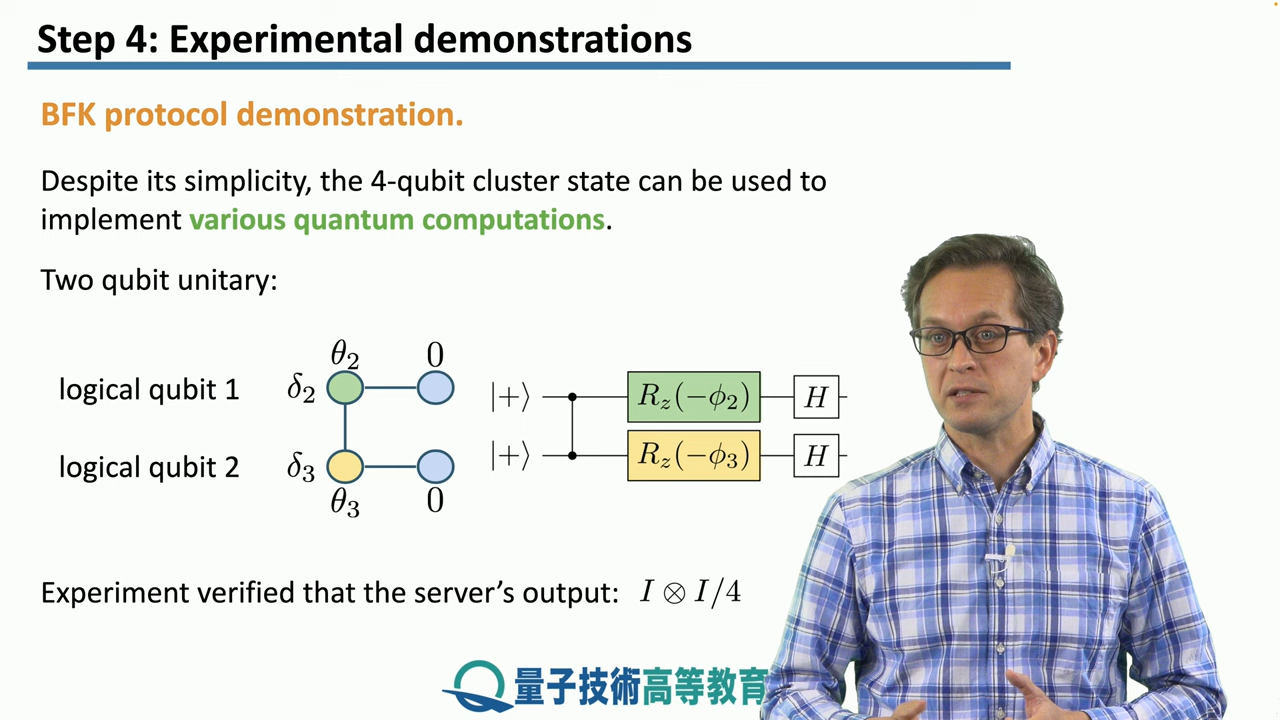 Step 4: Experimental demonstrations
BFK protocol demonstration.
Despite its simplicity, the 4-qubit cluster state can be used to
implement various quantum computations.
Two qubit unitary:
θ₂ 0
logical qubit 1 δ₂ |+⟩ R_z(−ϕ₂) H
logical qubit 2 δ₃ |+⟩ R_z(−ϕ₃) H
θ₃ 0
Experiment verified that the server's output: I ⊗ I/4
量子技術高等教育